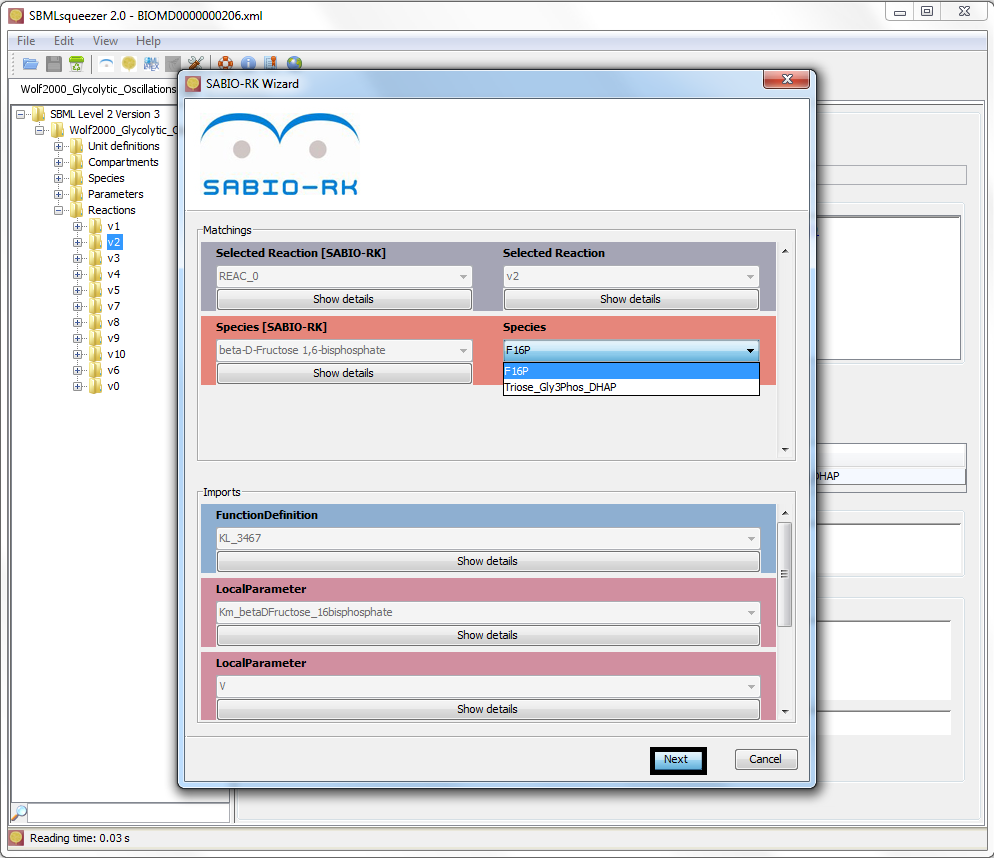 SBMLsqueezer 2.0 - BIOMD0000000206.xml
File Edit View Help
Wolf2000_Glycolytic_Oscillations
SBML Level 2 Version 3
Wolf2000_Glycolytic_
Unit definitions
Compartments
Species
Parameters
Reactions
v1
v2
v3
v4
v5
v7
v8
v9
v10
v6
v0
SABIO-RK Wizard
SABIO-RK
Matchings
Selected Reaction [SABIO-RK] Selected Reaction
REAC_0 v2
Show details Show details
Species [SABIO-RK] Species
beta-D-Fructose 1,6-bisphosphate F16P
Show details F16P
Triose_Gly3Phos_DHAP
DHAP
Imports
FunctionDefinition
KL_3467
Show details
LocalParameter
Km_betaDFructose_16bisphosphate
Show details
LocalParameter
V
Show details
Next Cancel
Reading time: 0.03 s